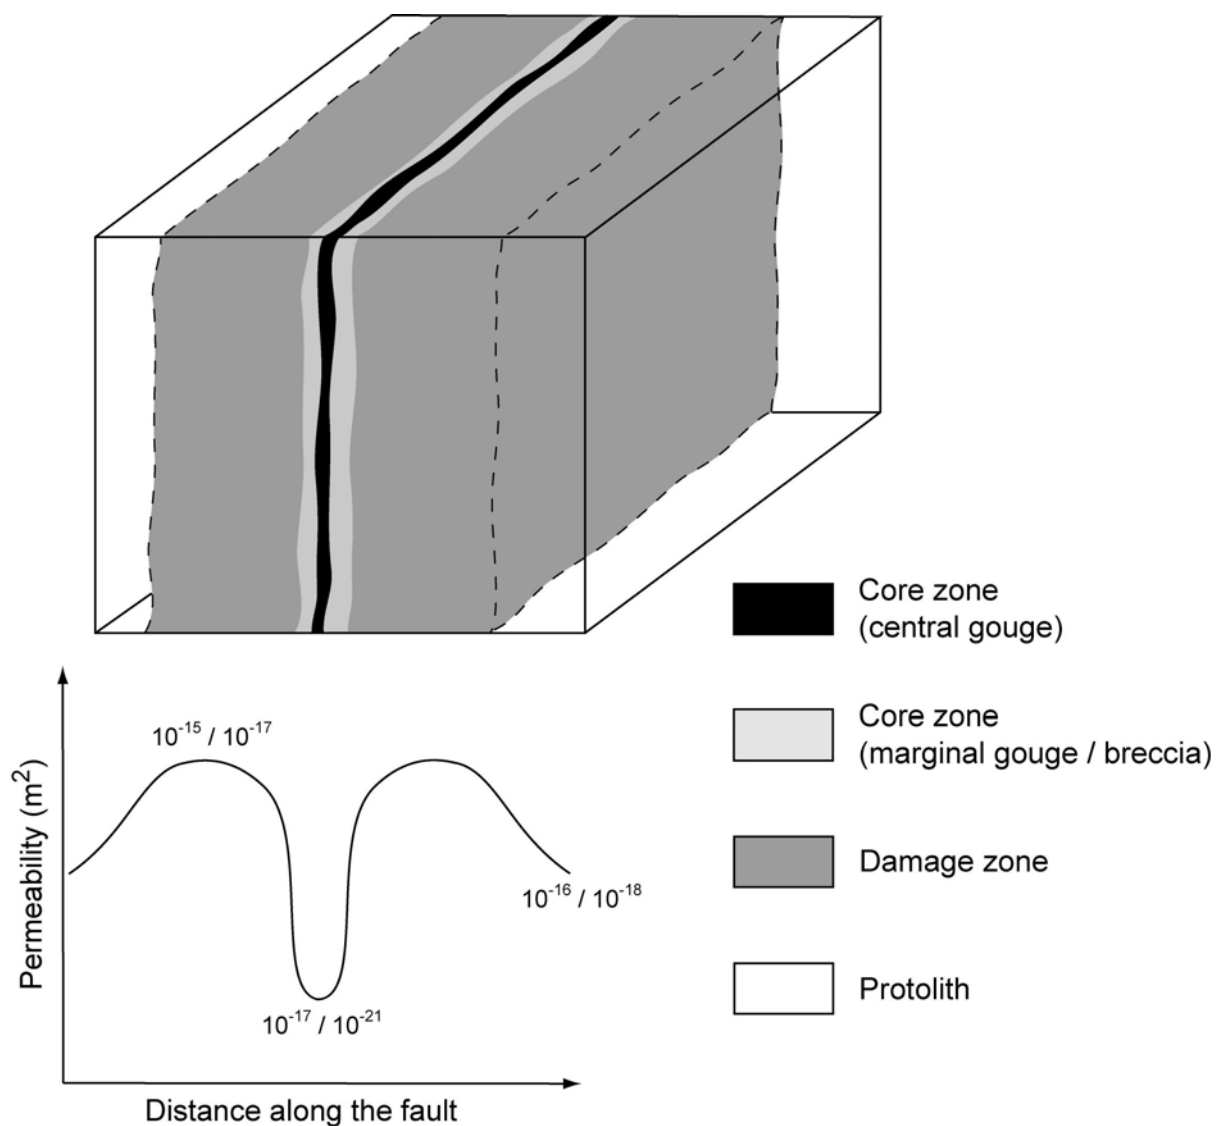 Core zone
(central gouge)
Core zone
(marginal gouge / breccia)
Damage zone
Protolith
Permeability (m²)
10⁻¹⁵ / 10⁻¹⁷
10⁻¹⁶ / 10⁻¹⁸
10⁻¹⁷ / 10⁻²¹
Distance along the fault